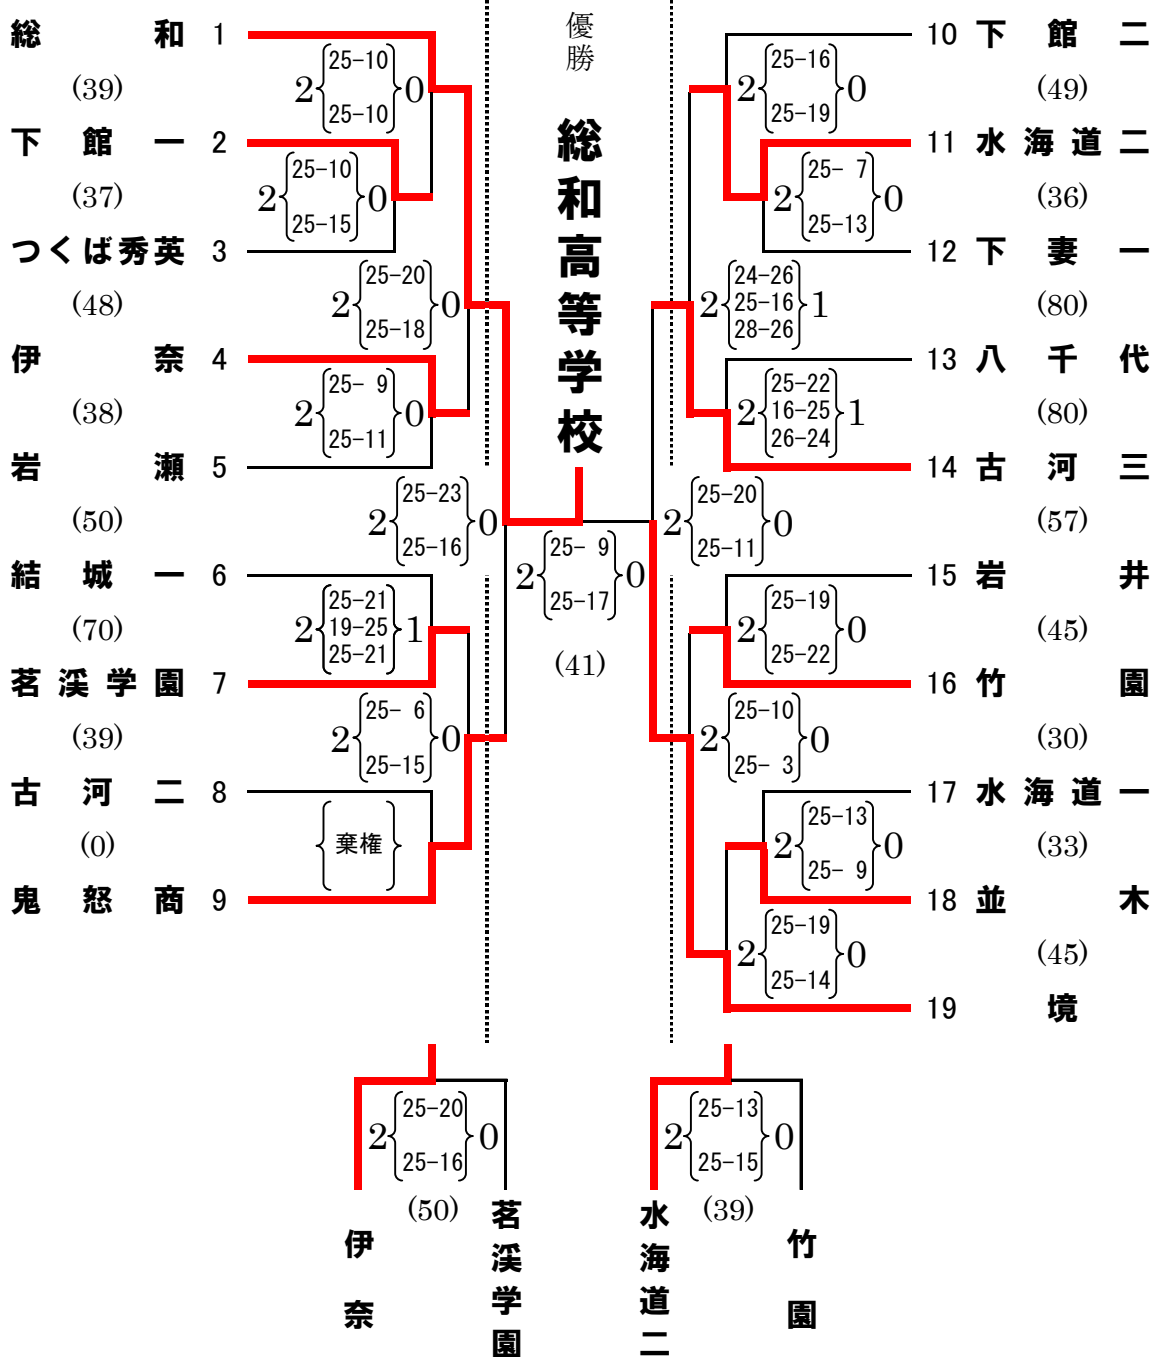 優勝
総和高等学校
総和 1
(39)
2 25-10 0
25-10
下館一 2
(37)
2 25-10 0
25-15
つくば秀英 3
(48)
2 25-20 0
25-18
伊奈 4
(38)
2 25- 9 0
25-11
岩瀬 5
(50)
2 25-23 0
25-16
結城一 6
(70)
2 25-21 1
19-25
25-21
茗渓学園 7
(39)
2 25- 6 0
25-15
古河二 8
(0)
棄権
鬼怒商 9
2 25- 9 0
25-17
(41)
10 下館二
(49)
2 25-16 0
25-19
11 水海道二
(36)
2 25- 7 0
25-13
12 下妻一
(80)
2 24-26 1
25-16
28-26
13 八千代
(80)
2 25-22 1
16-25
26-24
14 古河三
(57)
2 25-20 0
25-11
15 岩井
(45)
2 25-19 0
25-22
16 竹園
(30)
2 25-10 0
25- 3
17 水海道一
(33)
2 25-13 0
25- 9
18 並木
(45)
2 25-19 0
25-14
19 境
2 25-20 0
25-16
(50)
伊奈
茗渓学園
2 25-13 0
25-15
(39)
水海道二
竹園